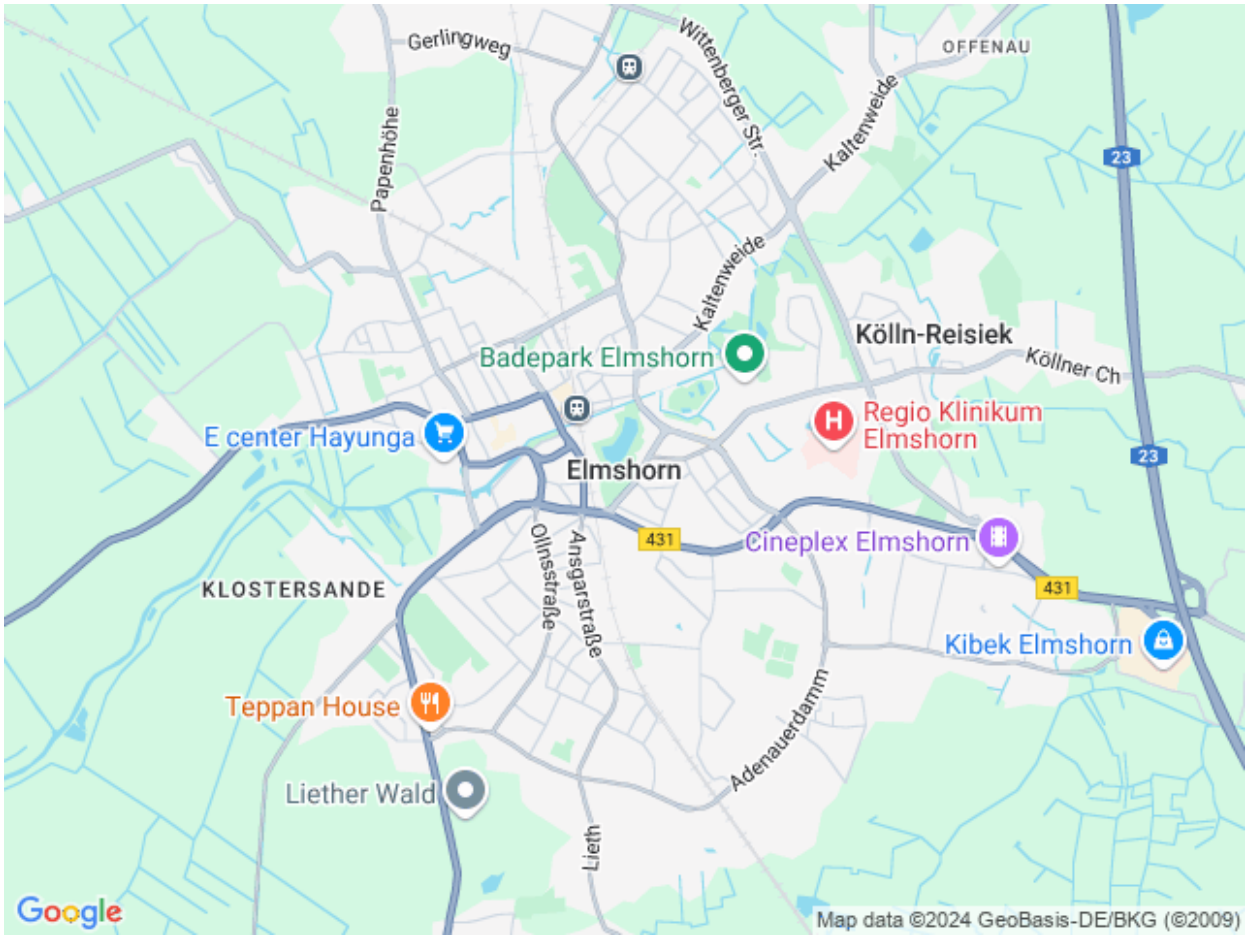 Gerlingweg
Wittenberger Str.
OFFENAU
Papenhöhe
Kaltenweide
23
Kaltenweide
Kölln-Reisiek
Badepark Elmshorn
Köllner Ch
E center Hayunga
H
Regio Klinikum
Elmshorn
23
Elmshorn
431
Cineplex Elmshorn
Ollnsstraße
Ansgarstraße
KLOSTERSANDE
431
Kibek Elmshorn
Teppan House
Adenauerdamm
Liether Wald
Lieth
Google
Map data ©2024 GeoBasis-DE/BKG (©2009)